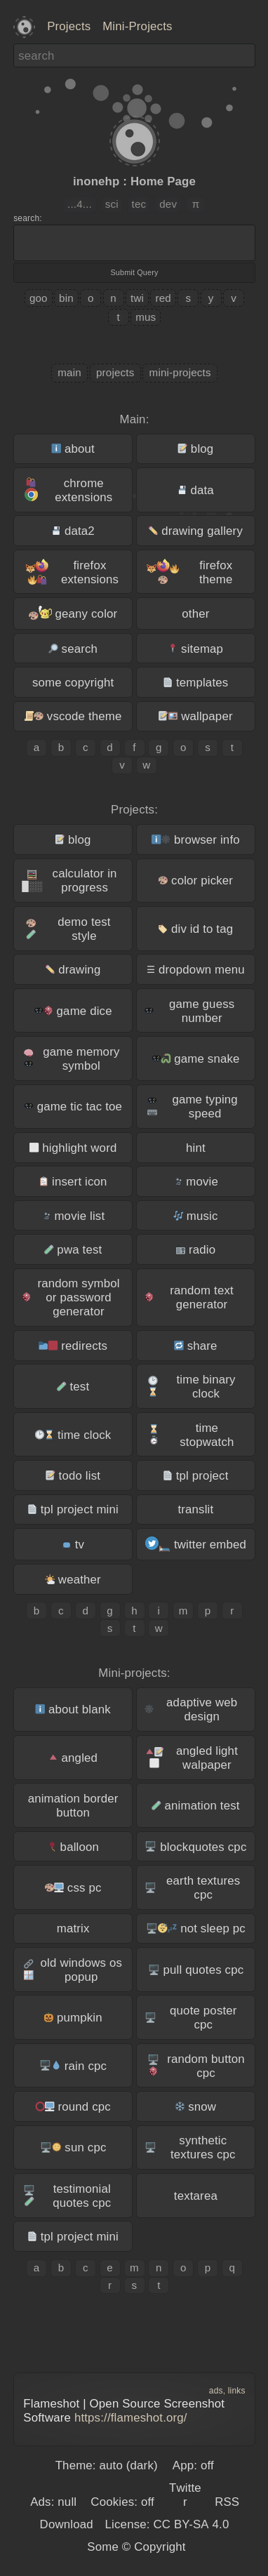 Projects Mini-Projects
search
inonehp : Home Page
...4... sci tec dev π
search:
Submit Query
goo bin o n twi red s y v
t mus
main projects mini-projects
Main:
about blog
chrome extensions data
data2 drawing gallery
firefox extensions firefox theme
geany color other
search sitemap
some copyright templates
vscode theme wallpaper
a b c d f g o s t
v w
Projects:
blog browser info
calculator in progress color picker
demo test style div id to tag
drawing ☰ dropdown menu
game dice game guess number
game memory symbol game snake
game tic tac toe game typing speed
highlight word hint
insert icon movie
movie list music
pwa test radio
random symbol or password generator random text generator
redirects share
test time binary clock
time clock time stopwatch
todo list tpl project
tpl project mini translit
tv twitter embed
weather
b c d g h i m p r
s t w
Mini-projects:
about blank adaptive web design
angled angled light walpaper
animation border button animation test
balloon blockquotes cpc
css pc earth textures cpc
matrix not sleep pc
old windows os popup pull quotes cpc
pumpkin quote poster cpc
rain cpc random button cpc
round cpc snow
sun cpc synthetic textures cpc
testimonial quotes cpc textarea
tpl project mini
a b c e m n o p q
r s t
ads, links
Flameshot | Open Source Screenshot
Software https://flameshot.org/
Theme: auto (dark) App: off
Ads: null Cookies: off Twitter RSS
Download License: CC BY-SA 4.0
Some © Copyright